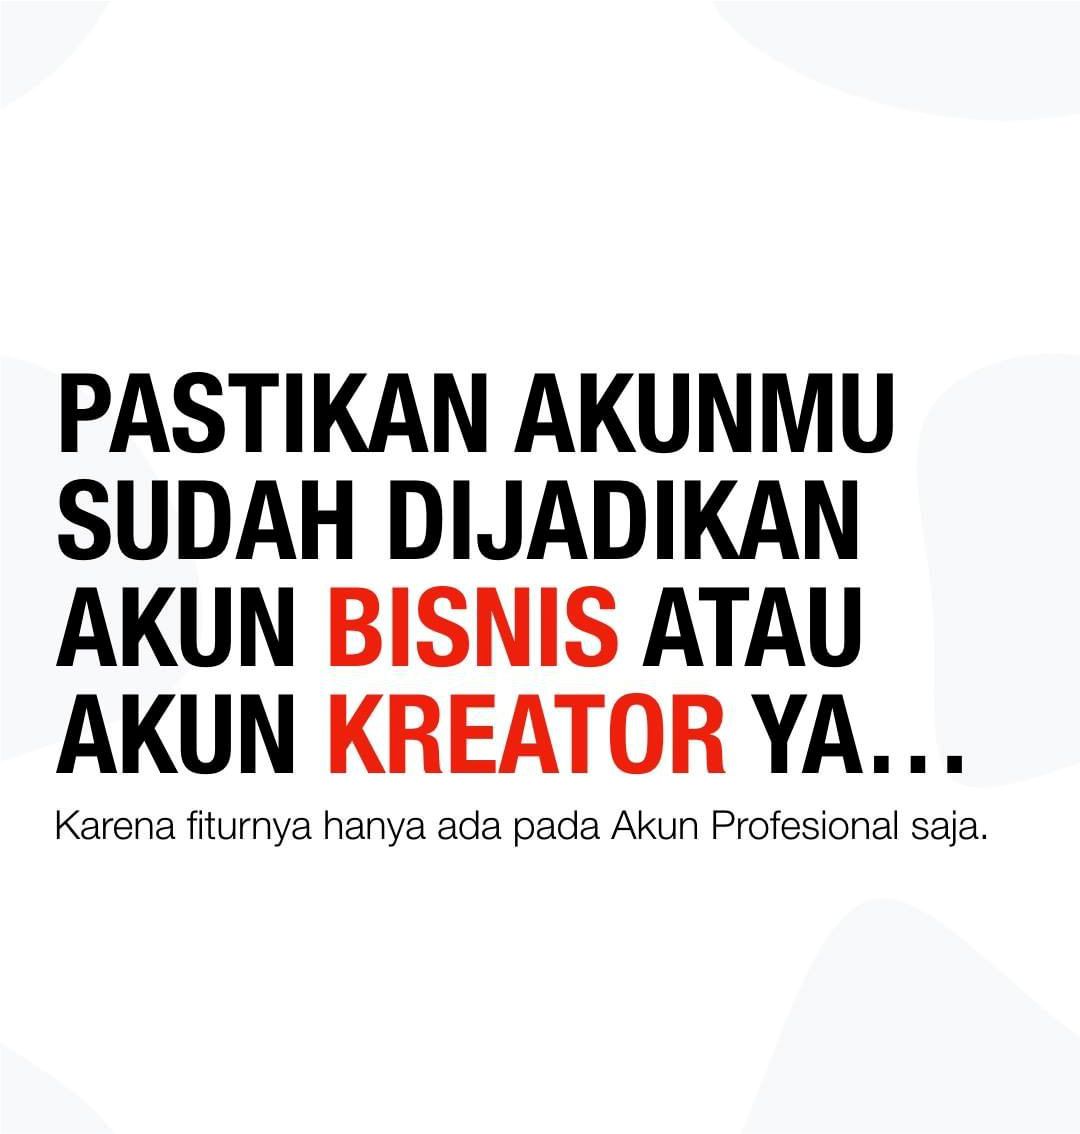 PASTIKAN AKUNMU
SUDAH DIJADIKAN
AKUN BISNIS ATAU
AKUN KREATOR YA...
Karena fiturnya hanya ada pada Akun Profesional saja.